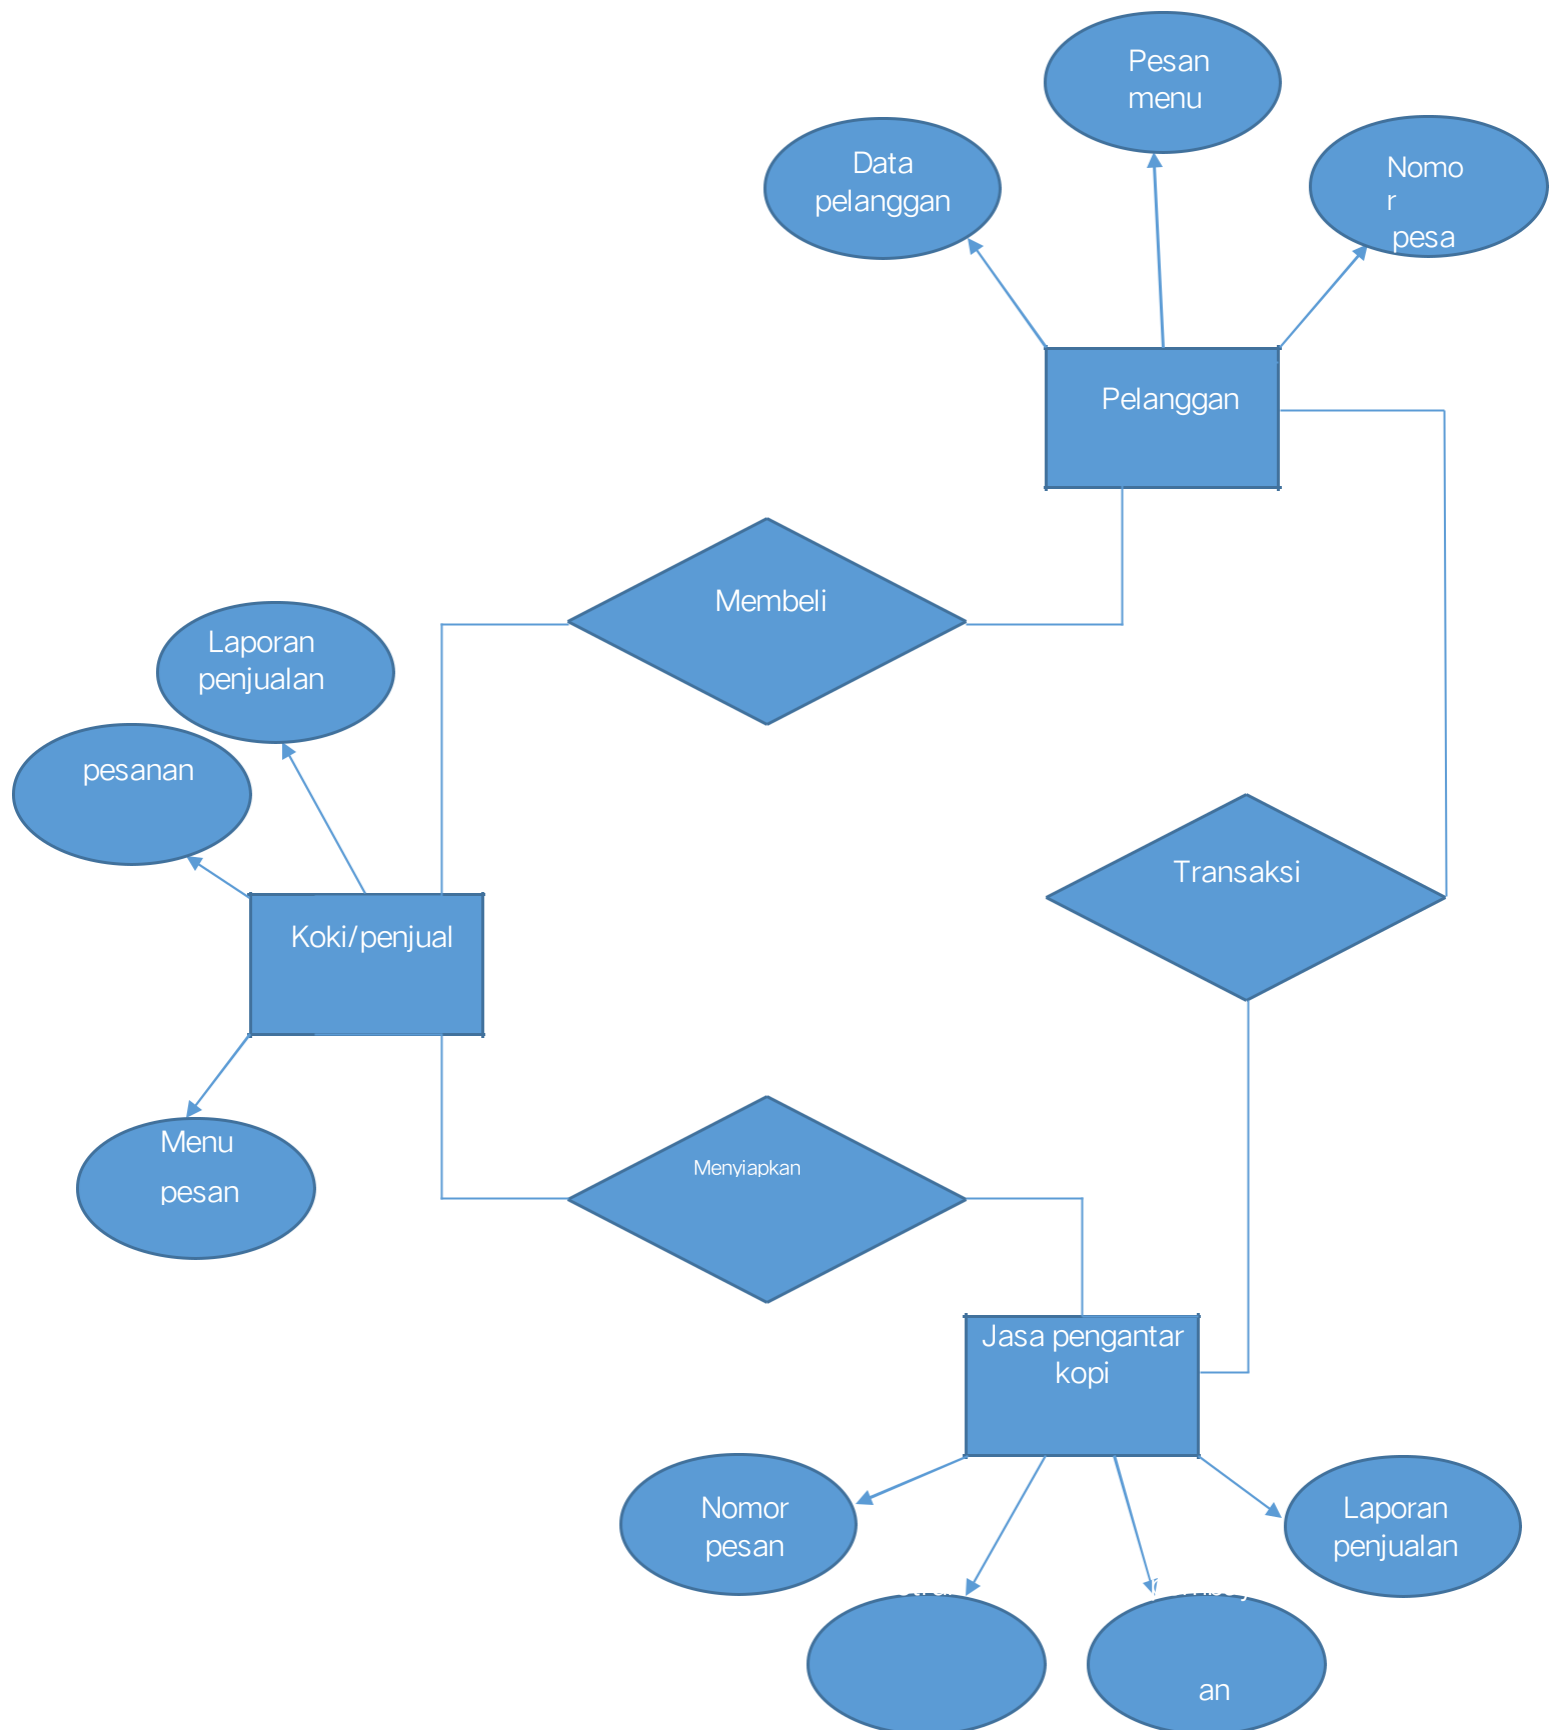 Pesan
menu
Data
pelanggan
Nomo
r
pesa
Pelanggan
Membeli
Laporan
penjualan
pesanan
Transaksi
Koki/penjual
Menu
pesan
Menyiapkan
Jasa pengantar
kopi
Nomor
pesan
Laporan
penjualan
an